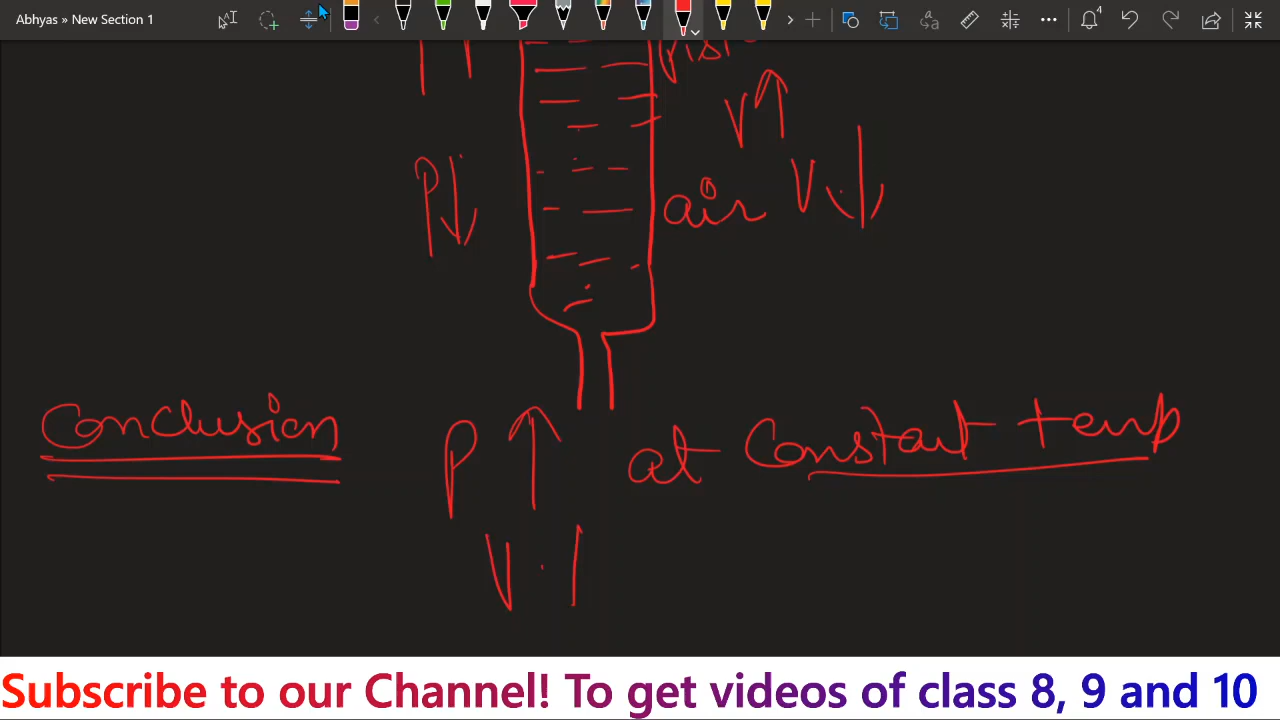 Abhyas » New Section 1
V↑
P↓ air V↓
Conclusion P↑ at Constant temp
V
Subscribe to our Channel! To get videos of class 8, 9 and 10